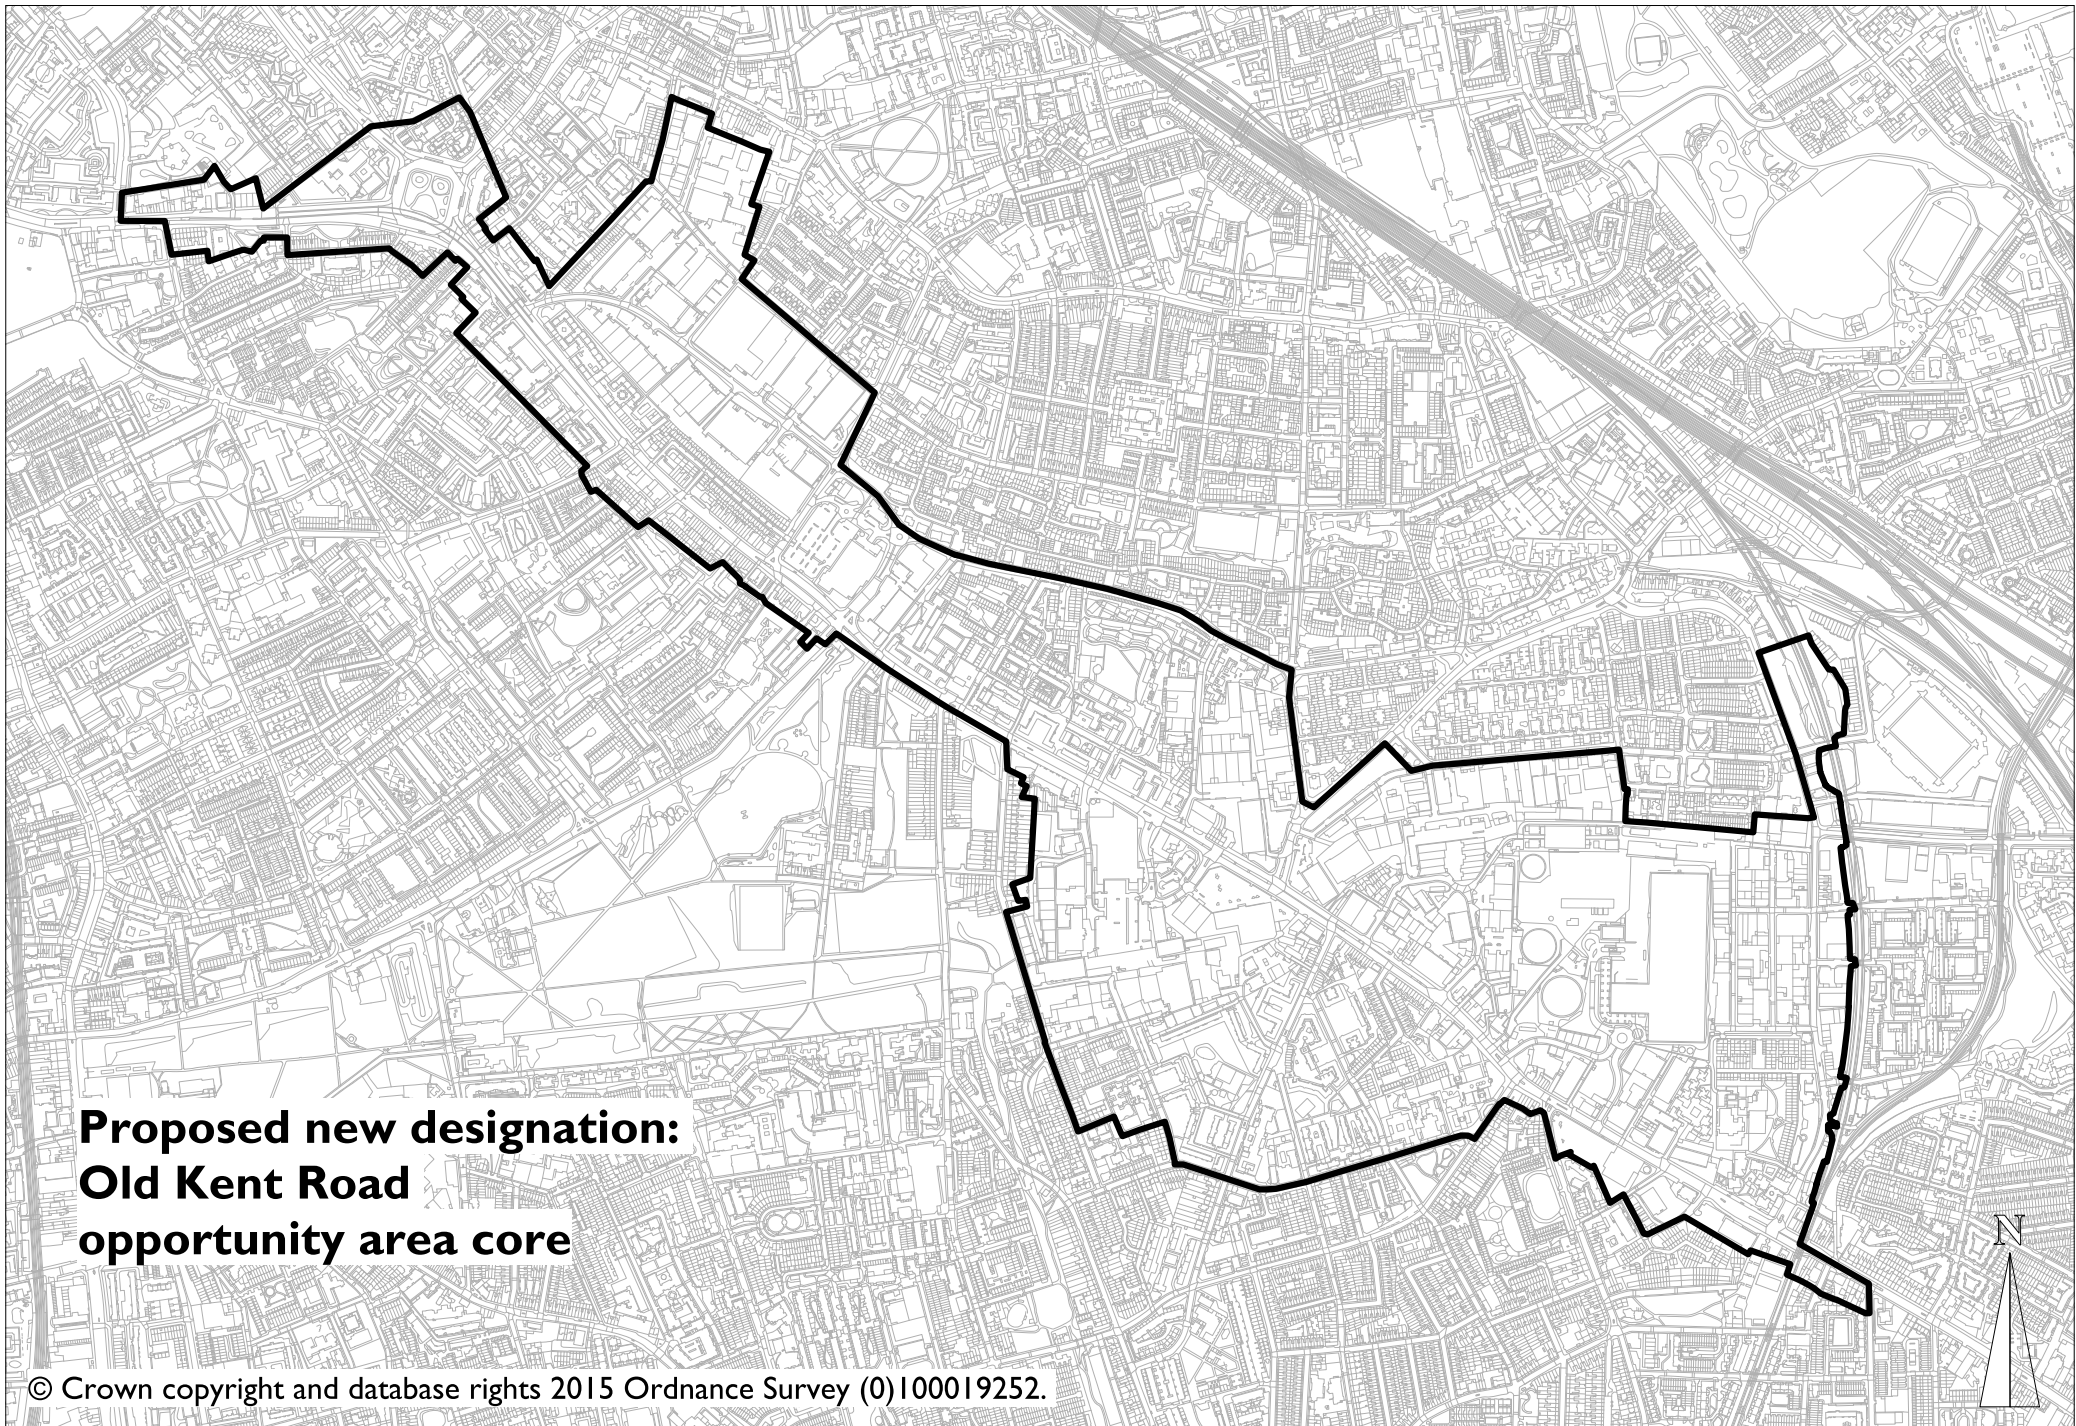 Proposed new designation:
Old Kent Road
opportunity area core
N
© Crown copyright and database rights 2015 Ordnance Survey (0)100019252.